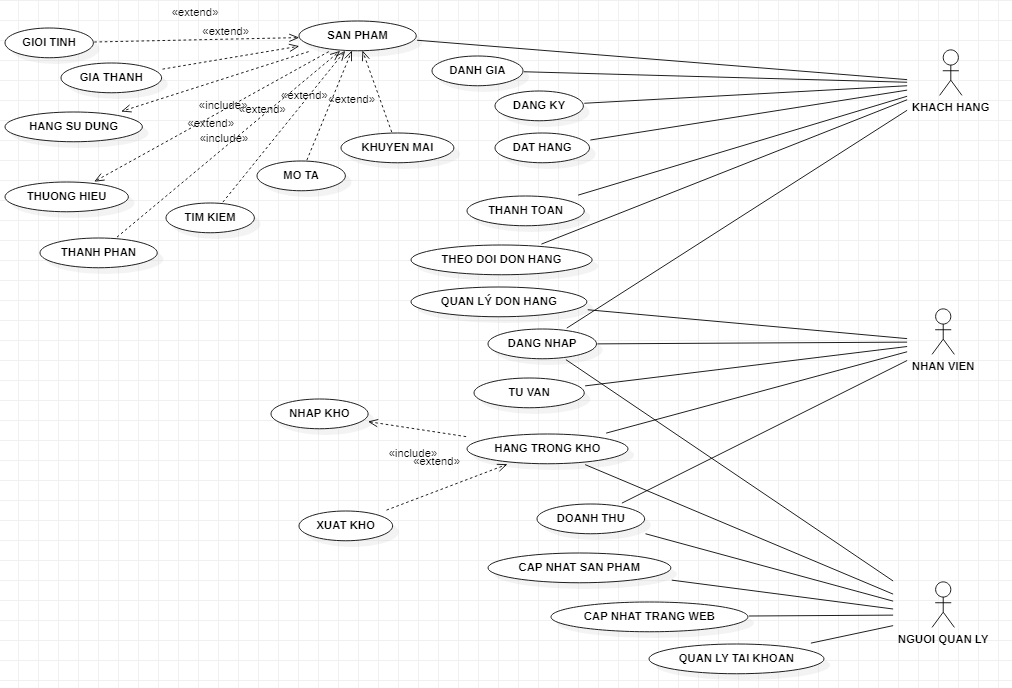 «extend»
SAN PHAM
«extend»
GIOI TINH
GIA THANH
DANH GIA
KHACH HANG
«include»
«extend»
«extend»
«extend»
DANG KY
HANG SU DUNG
«extend»
«include»
KHUYEN MAI
DAT HANG
MO TA
THUONG HIEU
TIM KIEM
THANH TOAN
THANH PHAN
THEO DOI DON HANG
QUAN LÝ DON HANG
DANG NHAP
NHAN VIEN
TU VAN
NHAP KHO
HANG TRONG KHO
«include»
«extend»
XUAT KHO
DOANH THU
CAP NHAT SAN PHAM
CAP NHAT TRANG WEB
NGUOI QUAN LY
QUAN LY TAI KHOAN